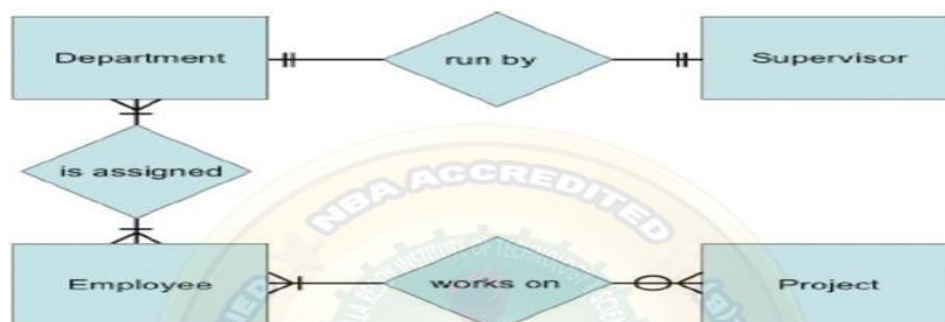 Department
run by
Supervisor
is assigned
NBA ACCREDITED
Employee
works on
Project